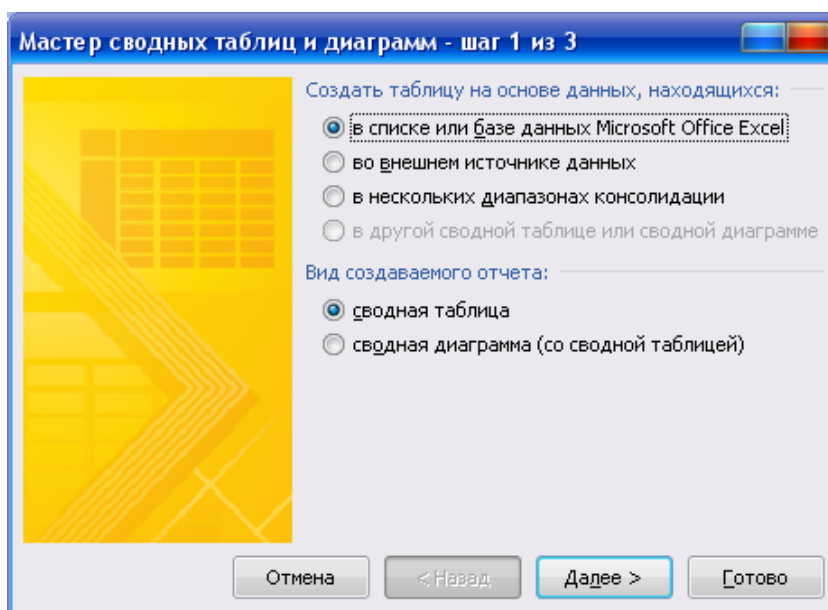 Мастер сводных таблиц и диаграмм - шаг 1 из 3
Создать таблицу на основе данных, находящихся:
в списке или базе данных Microsoft Office Excel
во внешнем источнике данных
в нескольких диапазонах консолидации
в другой сводной таблице или сводной диаграмме
Вид создаваемого отчета:
сводная таблица
сводная диаграмма (со сводной таблицей)
Отмена < Назад Далее > Готово